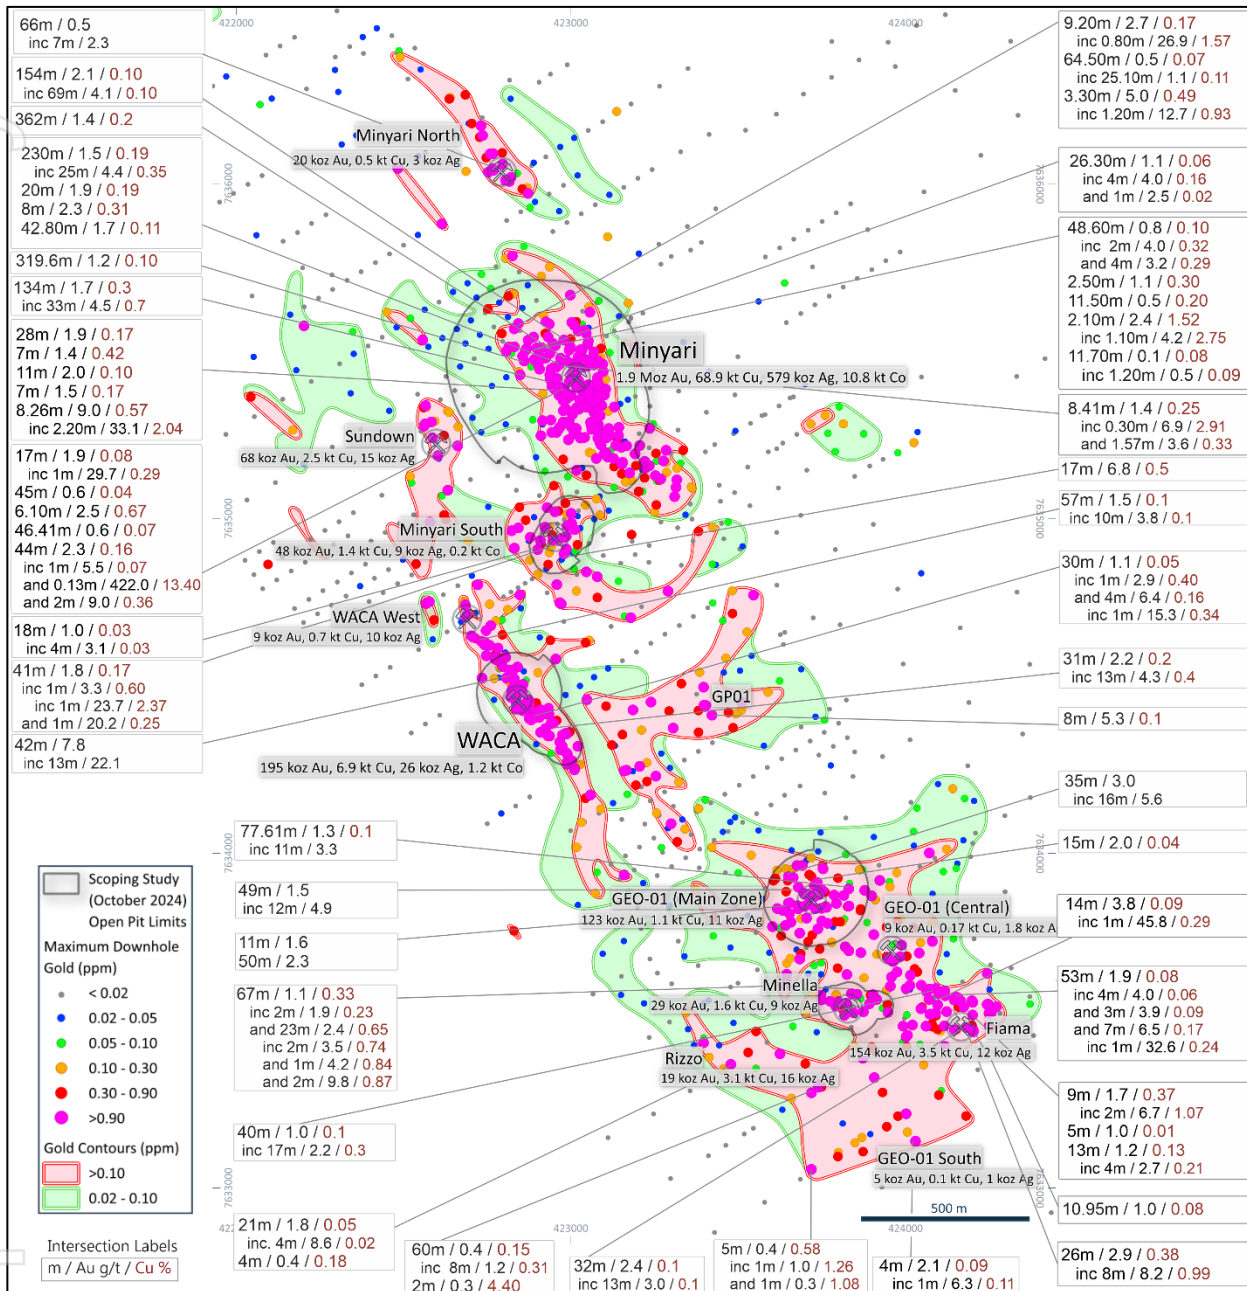 422000
423000
424000
66m / 0.5
inc 7m / 2.3
154m / 2.1 / 0.10
inc 69m / 4.1 / 0.10
362m / 1.4 / 0.2
230m / 1.5 / 0.19
inc 25m / 4.4 / 0.35
20m / 1.9 / 0.19
8m / 2.3 / 0.31
42.80m / 1.7 / 0.11
319.6m / 1.2 / 0.10
134m / 1.7 / 0.3
inc 33m / 4.5 / 0.7
28m / 1.9 / 0.17
7m / 1.4 / 0.42
11m / 2.0 / 0.10
7m / 1.5 / 0.17
8.26m / 9.0 / 0.57
inc 2.20m / 33.1 / 2.04
17m / 1.9 / 0.08
inc 1m / 29.7 / 0.29
45m / 0.6 / 0.04
6.10m / 2.5 / 0.67
46.41m / 0.6 / 0.07
44m / 2.3 / 0.16
inc 1m / 5.5 / 0.07
and 0.13m / 422.0 / 13.40
and 2m / 9.0 / 0.36
18m / 1.0 / 0.03
inc 4m / 3.1 / 0.03
41m / 1.8 / 0.17
inc 1m / 3.3 / 0.60
inc 1m / 23.7 / 2.37
and 1m / 20.2 / 0.25
42m / 7.8
inc 13m / 22.1
9.20m / 2.7 / 0.17
inc 0.80m / 26.9 / 1.57
64.50m / 0.5 / 0.07
inc 25.10m / 1.1 / 0.11
3.30m / 5.0 / 0.49
inc 1.20m / 12.7 / 0.93
26.30m / 1.1 / 0.06
inc 4m / 4.0 / 0.16
and 1m / 2.5 / 0.02
48.60m / 0.8 / 0.10
inc 2m / 4.0 / 0.32
and 4m / 3.2 / 0.29
2.50m / 1.1 / 0.30
11.50m / 0.5 / 0.20
2.10m / 2.4 / 1.52
inc 1.10m / 4.2 / 2.75
11.70m / 0.1 / 0.08
inc 1.20m / 0.5 / 0.09
8.41m / 1.4 / 0.25
inc 0.30m / 6.9 / 2.91
and 1.57m / 3.6 / 0.33
17m / 6.8 / 0.5
57m / 1.5 / 0.1
inc 10m / 3.8 / 0.1
30m / 1.1 / 0.05
inc 1m / 2.9 / 0.40
and 4m / 6.4 / 0.16
inc 1m / 15.3 / 0.34
31m / 2.2 / 0.2
inc 13m / 4.3 / 0.4
8m / 5.3 / 0.1
35m / 3.0
inc 16m / 5.6
15m / 2.0 / 0.04
14m / 3.8 / 0.09
inc 1m / 45.8 / 0.29
53m / 1.9 / 0.08
inc 4m / 4.0 / 0.06
and 3m / 3.9 / 0.09
and 7m / 6.5 / 0.17
inc 1m / 32.6 / 0.24
9m / 1.7 / 0.37
inc 2m / 6.7 / 1.07
5m / 1.0 / 0.01
13m / 1.2 / 0.13
inc 4m / 2.7 / 0.21
10.95m / 1.0 / 0.08
26m / 2.9 / 0.38
inc 8m / 8.2 / 0.99
7636000
7636000
7635000
7635000
7634000
7634000
7633000
7633000
Minyari North
20 koz Au, 0.5 kt Cu, 3 koz Ag
Minyari
1.9 Moz Au, 68.9 kt Cu, 579 koz Ag, 10.8 kt Co
Sundown
68 koz Au, 2.5 kt Cu, 15 koz Ag
Minyari South
48 koz Au, 1.4 kt Cu, 9 koz Ag, 0.2 kt Co
WACA West
9 koz Au, 0.7 kt Cu, 10 koz Ag
GP01
WACA
195 koz Au, 6.9 kt Cu, 26 koz Ag, 1.2 kt Co
GEO-01 (Main Zone)
123 koz Au, 1.1 kt Cu, 11 koz Ag
GEO-01 (Central)
9 koz Au, 0.17 kt Cu, 1.8 koz A
Minella
29 koz Au, 1.6 kt Cu, 9 koz Ag
Fiama
154 koz Au, 3.5 kt Cu, 12 koz Ag
Rizzo
19 koz Au, 3.1 kt Cu, 16 koz Ag
GEO-01 South
5 koz Au, 0.1 kt Cu, 1 koz Ag
77.61m / 1.3 / 0.1
inc 11m / 3.3
49m / 1.5
inc 12m / 4.9
11m / 1.6
50m / 2.3
67m / 1.1 / 0.33
inc 2m / 1.9 / 0.23
and 23m / 2.4 / 0.65
inc 2m / 3.5 / 0.74
and 1m / 4.2 / 0.84
and 2m / 9.8 / 0.87
40m / 1.0 / 0.1
inc 17m / 2.2 / 0.3
21m / 1.8 / 0.05
inc. 4m / 8.6 / 0.02
4m / 0.4 / 0.18
60m / 0.4 / 0.15
inc 8m / 1.2 / 0.31
2m / 0.3 / 4.40
32m / 2.4 / 0.1
inc 13m / 3.0 / 0.1
5m / 0.4 / 0.58
inc 1m / 1.0 / 1.26
and 1m / 0.3 / 1.08
4m / 2.1 / 0.09
inc 1m / 6.3 / 0.11
Scoping Study
(October 2024)
Open Pit Limits
Maximum Downhole
Gold (ppm)
< 0.02
0.02 - 0.05
0.05 - 0.10
0.10 - 0.30
0.30 - 0.90
>0.90
Gold Contours (ppm)
>0.10
0.02 - 0.10
Intersection Labels
m / Au g/t / Cu %
500 m
422
423000
424000